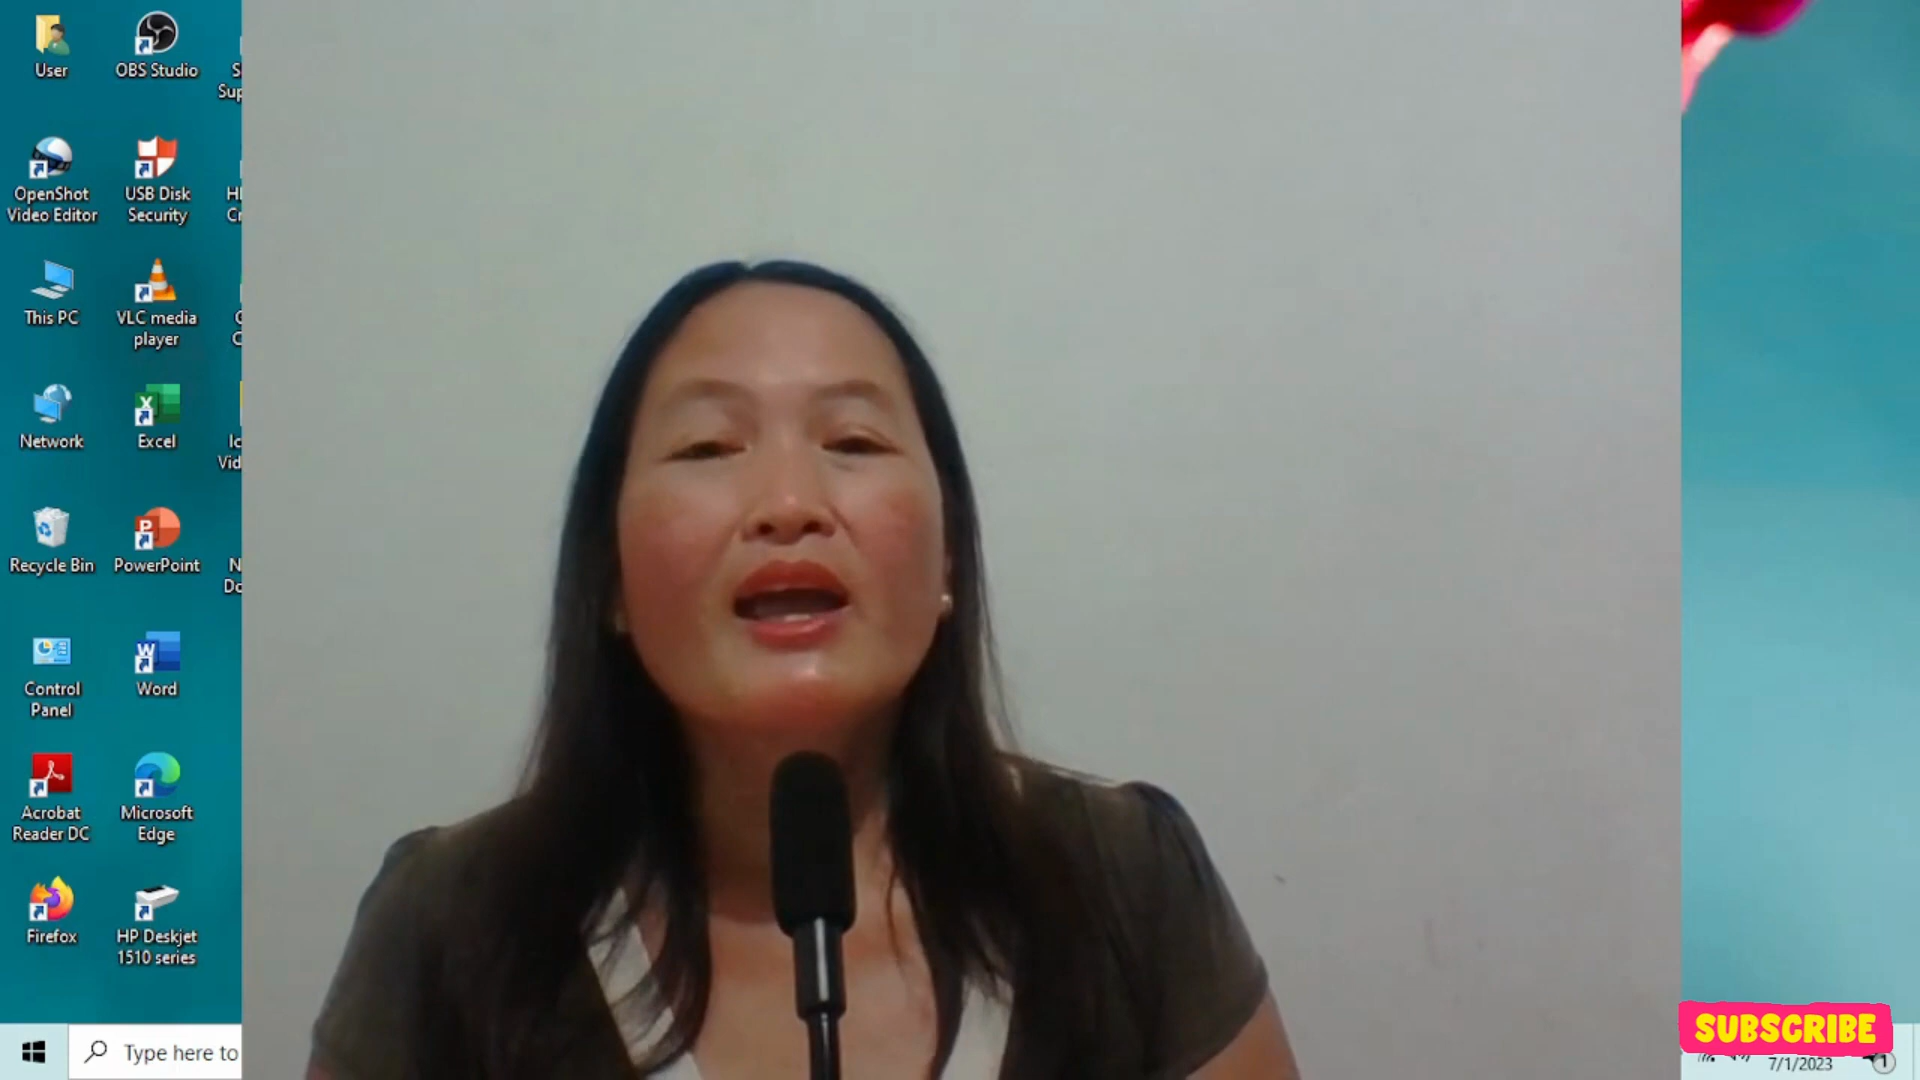 User
OBS Studio
OpenShot
Video Editor
USB Disk
Security
This PC
VLC media
player
Network
Excel
Recycle Bin
PowerPoint
Control
Panel
Word
Acrobat
Reader DC
Microsoft
Edge
Firefox
HP Deskjet
1510 series
Type here to
SUBSCRIBE
7/1/2023
1